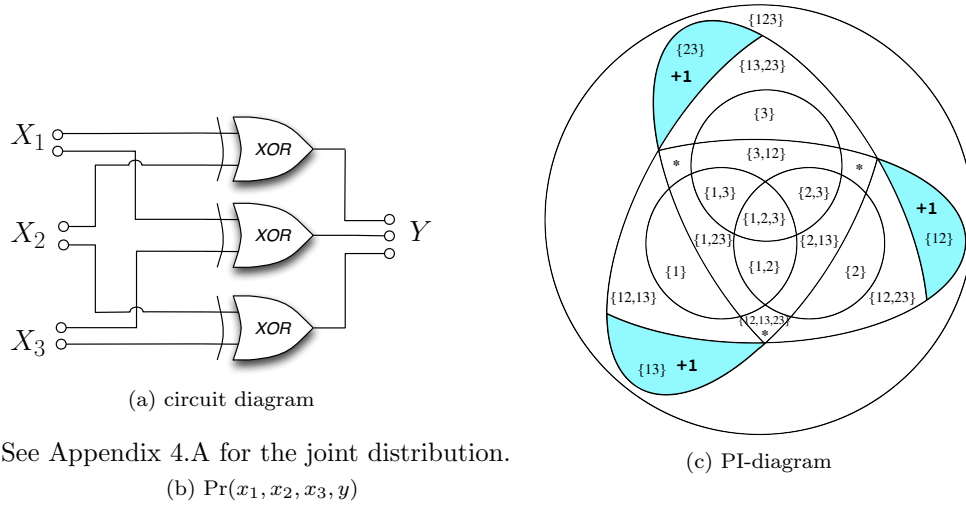 X1
X2
X3
XOR
XOR
XOR
Y
(a) circuit diagram
See Appendix 4.A for the joint distribution.
(b) Pr(x1, x2, x3, y)
{123}
{23}
+1
{13,23}
{3}
{3,12}
*
*
{1,3}
{2,3}
{1,2,3}
+1
{12}
{1,23}
{2,13}
{1,2}
{1}
{2}
{12,13}
{12,23}
{12,13,23}
*
{13} +1
(c) PI-diagram